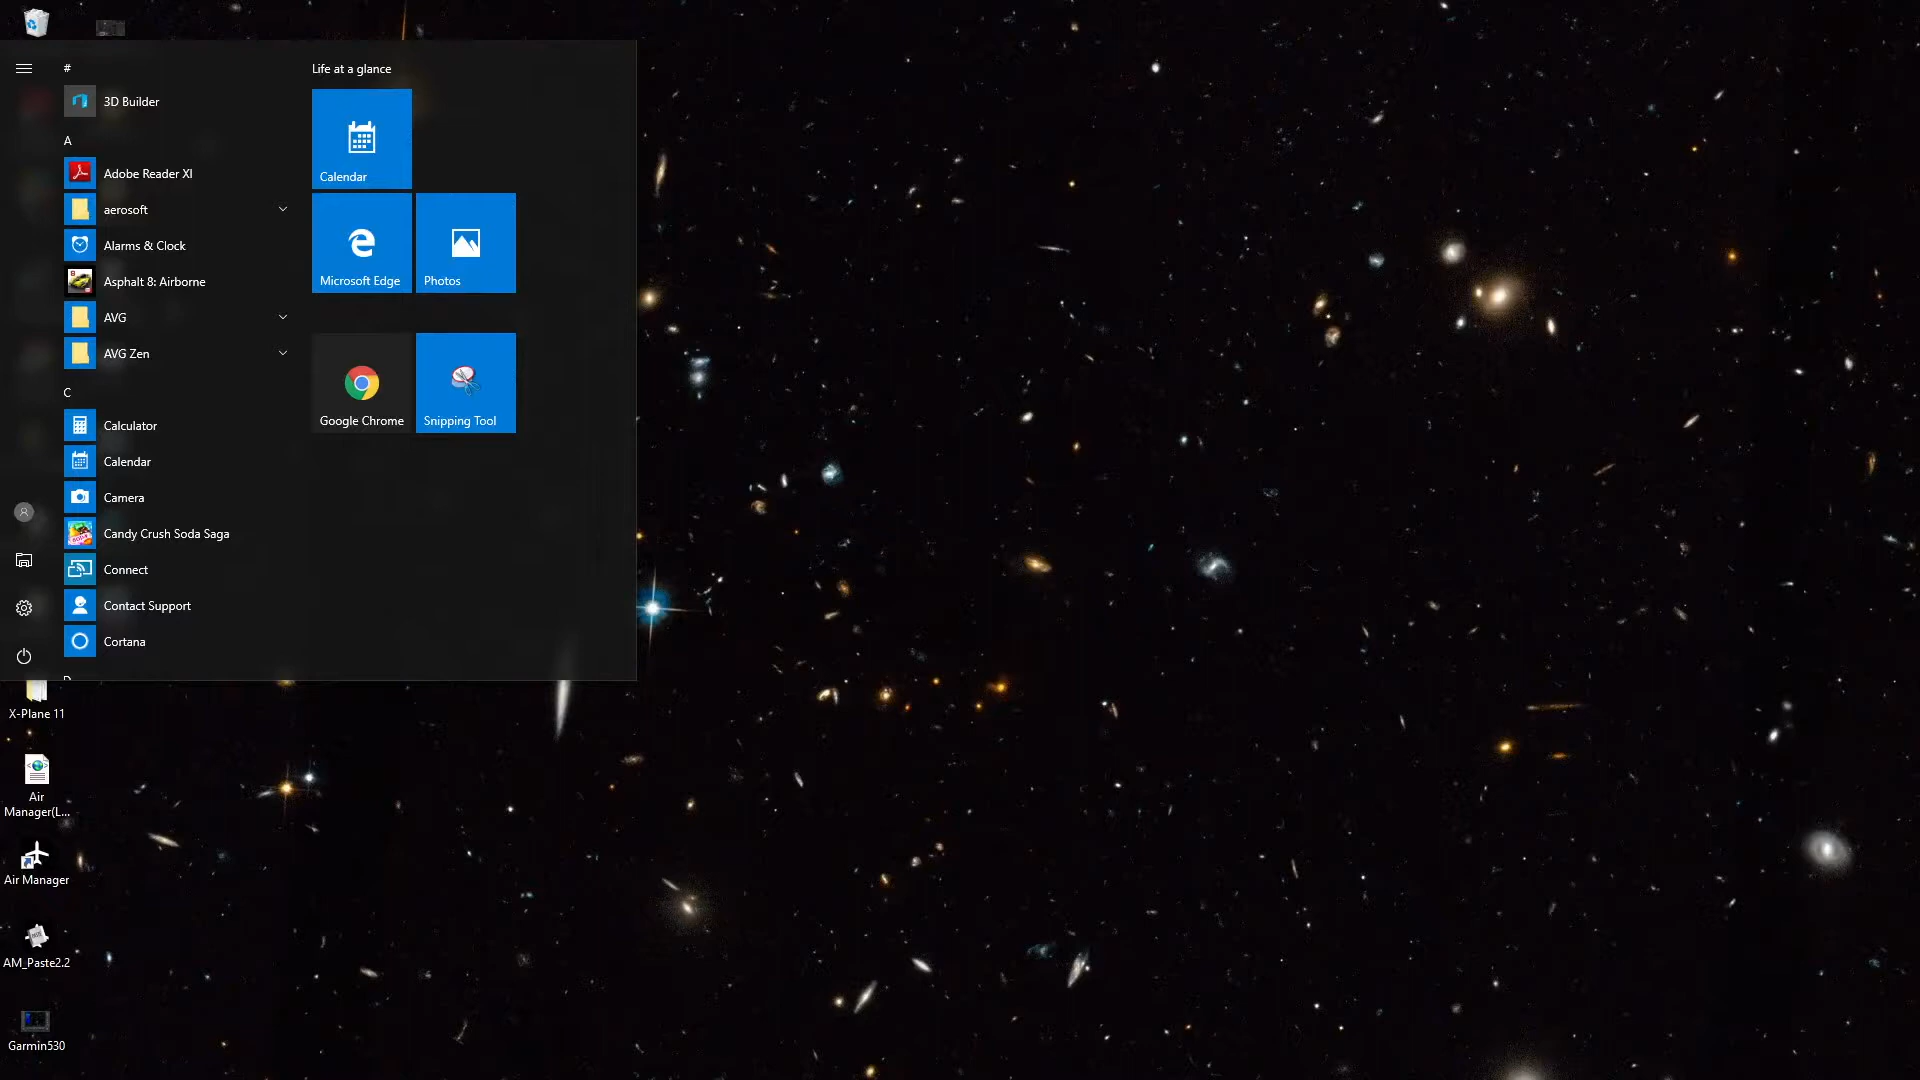 #
3D Builder
A
Adobe Reader XI
aerosoft
Alarms & Clock
Asphalt 8: Airborne
AVG
AVG Zen
C
Calculator
Calendar
Camera
Candy Crush Soda Saga
Connect
Contact Support
Cortana
Life at a glance
Calendar
Microsoft Edge
Photos
Google Chrome
Snipping Tool
X-Plane 11
Air
Manager(L...
Air Manager
AM_Paste2.2
Garmin530